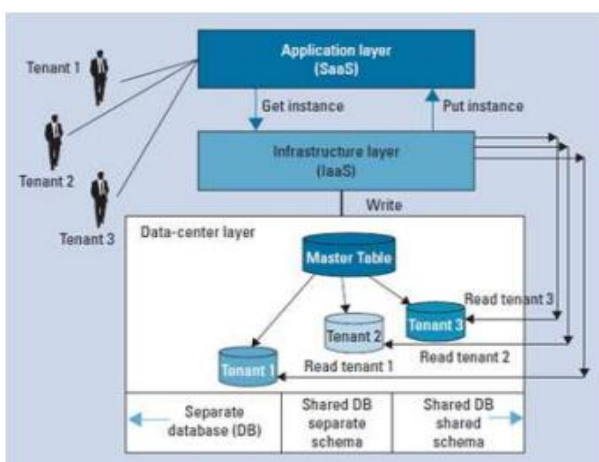 Application layer
(SaaS)
Tenant 1
Get instance
Put instance
Tenant 2
Infrastructure layer
(IaaS)
Tenant 3
Write
Data-center layer
Master Table
Read tenant 3
Tenant 3
Tenant 2
Read tenant 2
Read tenant 1
Tenant 1
Separate
database (DB)
Shared DB
separate
schema
Shared DB
shared
schema